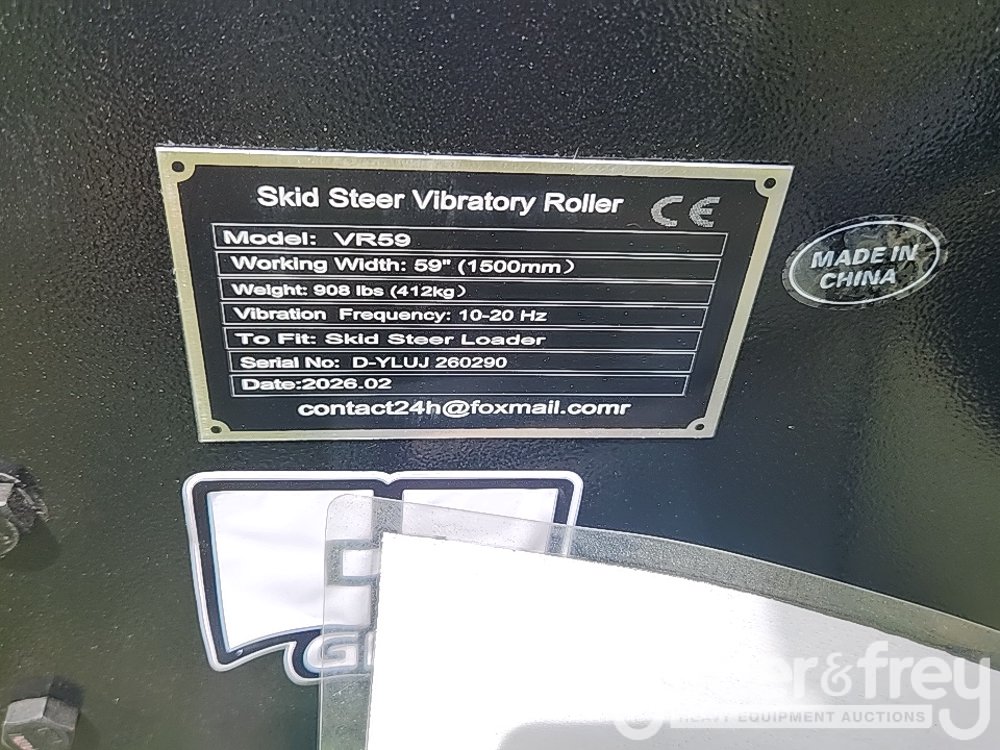 Skid Steer Vibratory Roller CE
Model: VR59
Working Width: 59" (1500mm)
Weight: 908 lbs (412kg)
Vibration Frequency: 10-20 Hz
To Fit: Skid Steer Loader
Serial No: D-YLUJ 260290
Date:2026.02
contact24h@foxmail.comr
MADE IN
CHINA
&frey
HEAVY EQUIPMENT AUCTIONS